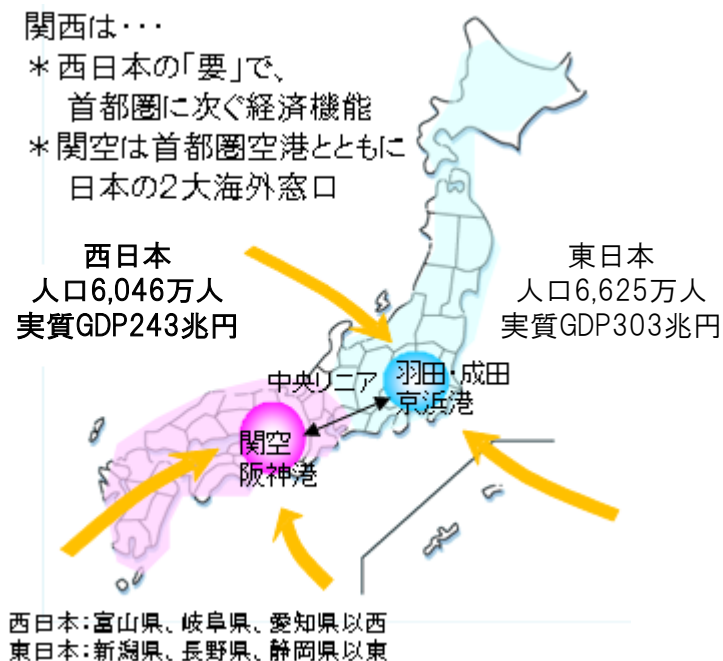 関西は・・・
＊西日本の「要」で、
首都圏に次ぐ経済機能
＊関空は首都圏空港とともに
日本の２大海外窓口
西日本
人口6,046万人
実質GDP243兆円
東日本
人口6,625万人
実質GDP303兆円
中央リニア
羽田・成田
京浜港
関空
阪神港
西日本：富山県、岐阜県、愛知県以西
東日本：新潟県、長野県、静岡県以東